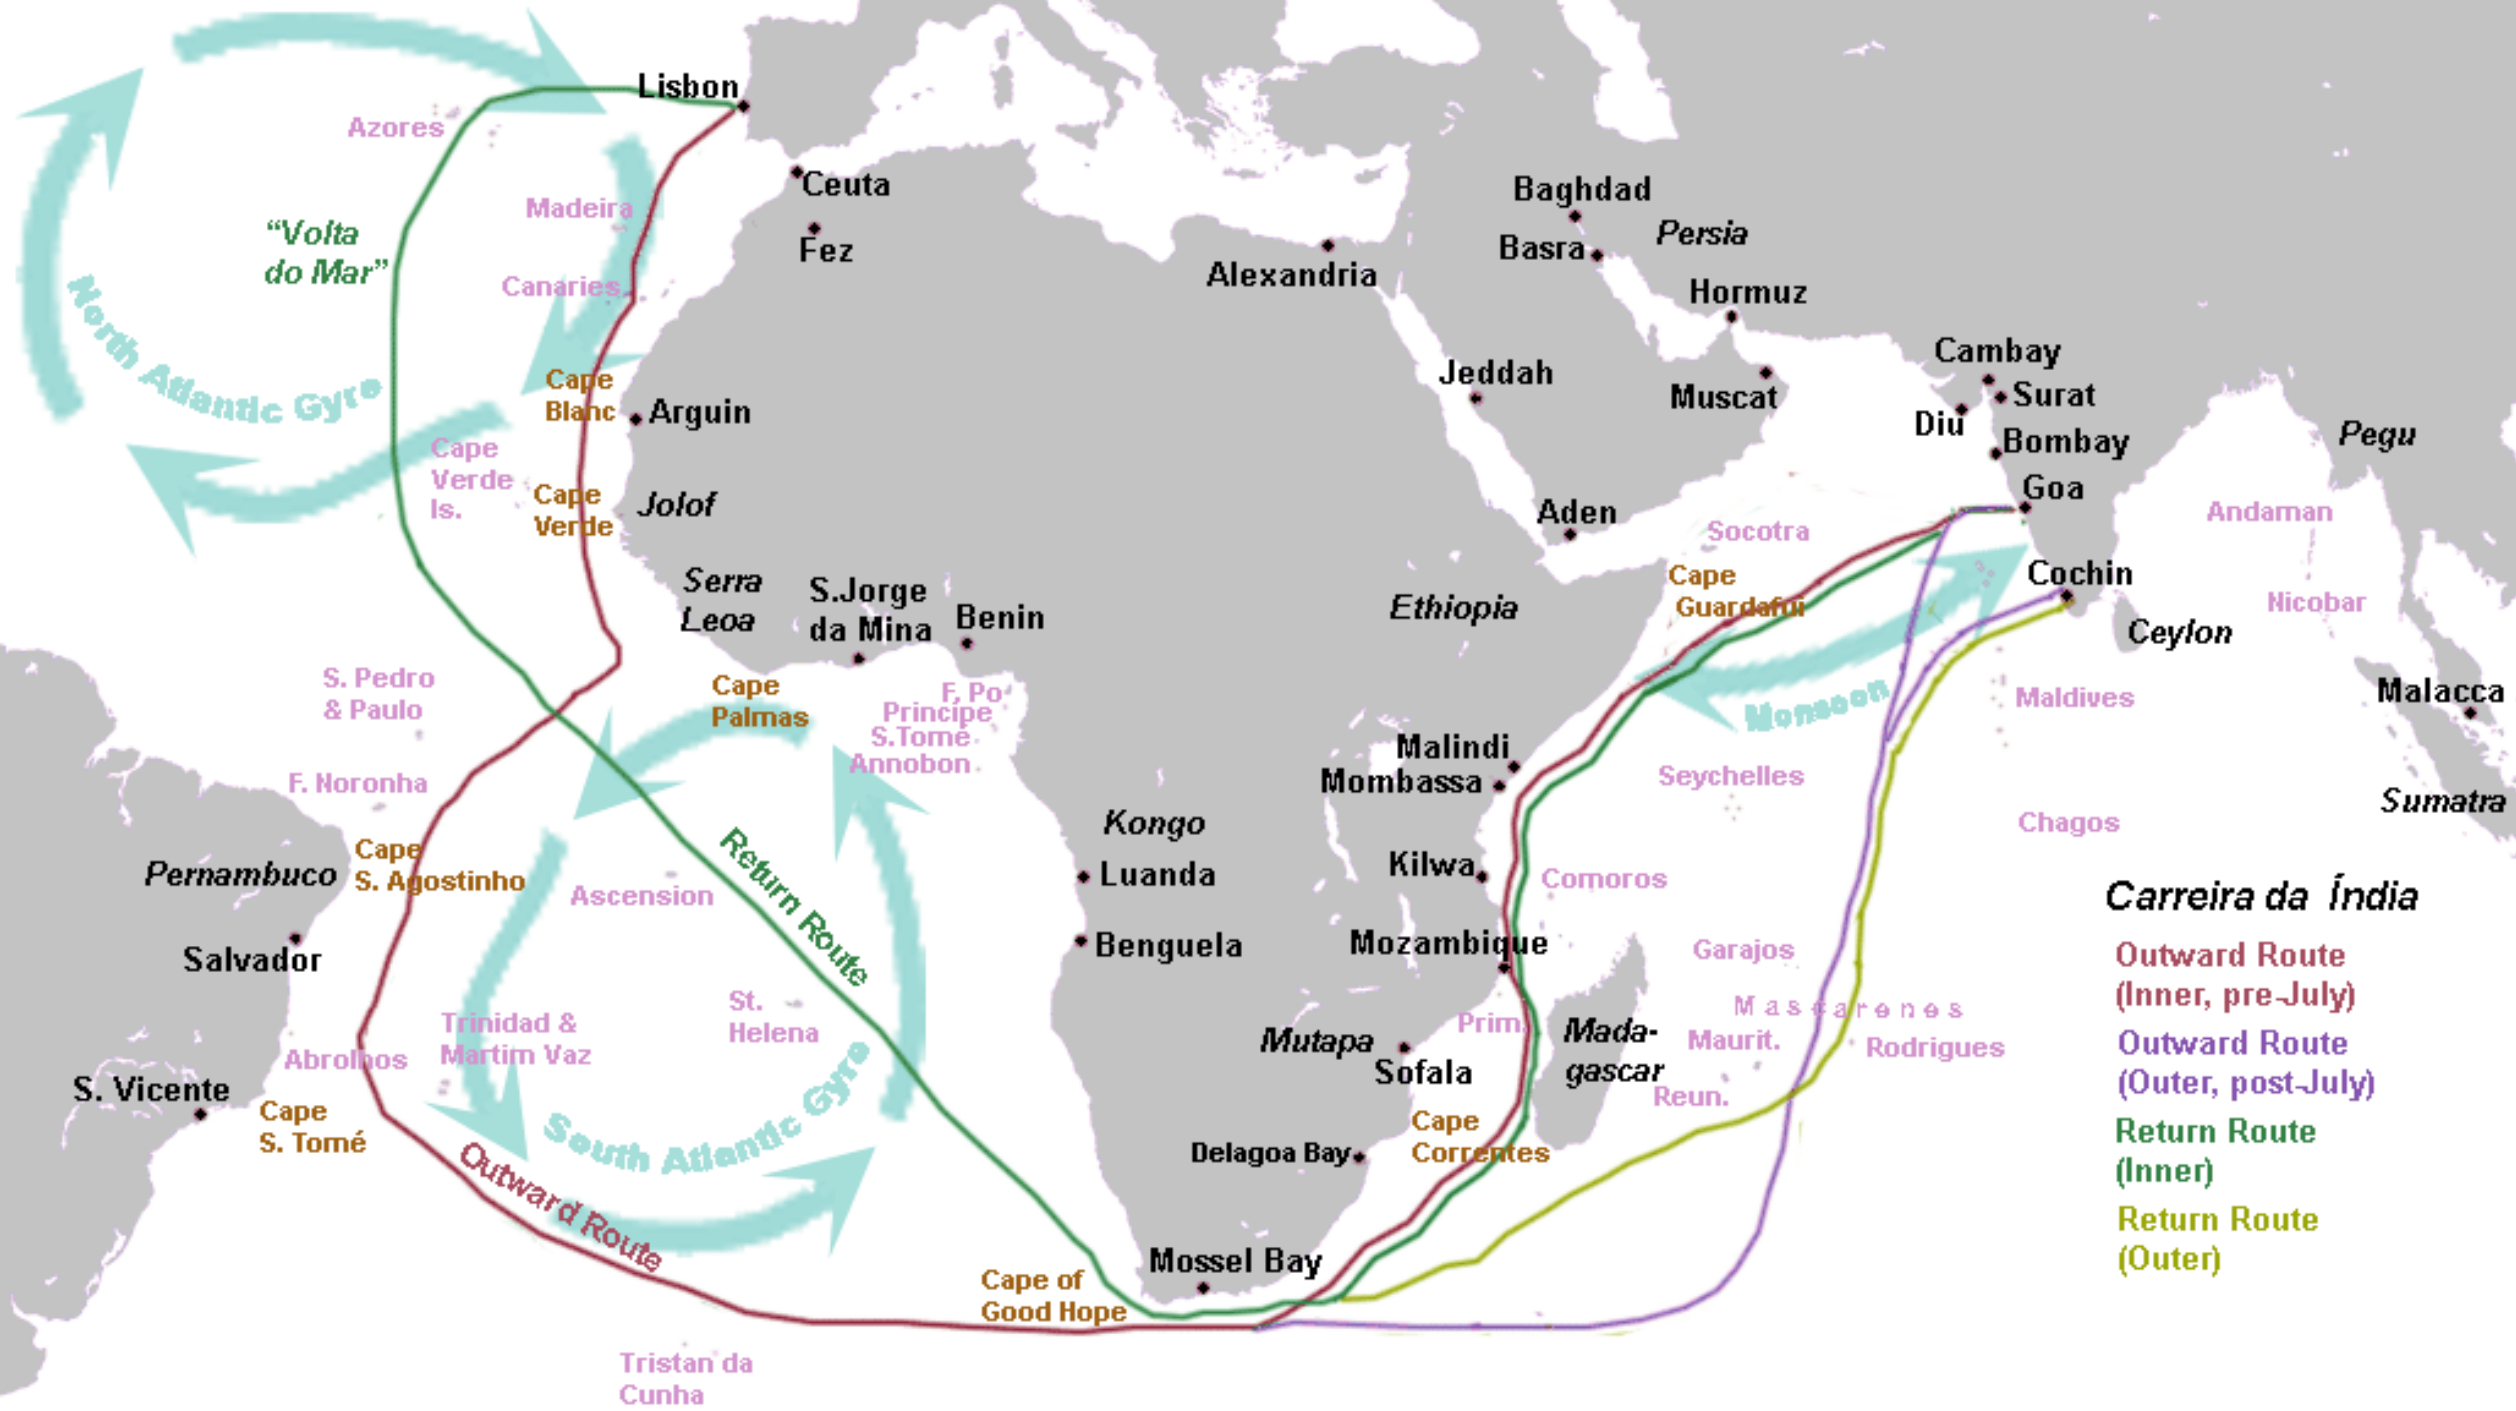 Lisbon
Azores
Ceuta
Madeira
Fez
“Volta
do Mar”
Canaries
North Atlantic Gyre
Cape
Blanc
Arguin
Cape
Verde
Is.
Cape
Verde
Jolof
Serra
Leoa
S.Jorge
da Mina
Benin
Cape
Palmas
F, Po
Principe
S.Tomé
Annobon
S. Pedro
& Paulo
F. Noronha
Cape
S. Agostinho
Pernambuco
Salvador
Ascension
Return Route
St.
Helena
Trinidad &
Martim Vaz
Abrolhos
S. Vicente
Cape
S. Tomé
South Atlantic Gyre
Outward Route
Tristan da
Cunha
Cape of
Good Hope
Mossel Bay
Kongo
Luanda
Benguela
Alexandria
Baghdad
Basra
Persia
Hormuz
Jeddah
Muscat
Aden
Socotra
Cape
Guardafui
Ethiopia
Monsoon
Malindi
Mombassa
Kilwa
Seychelles
Comoros
Mozambique
Garajos
Mascarenes
Prim.
Mada-
gascar
Maurit.
Rodrigues
Reun.
Mutapa
Sofala
Cape
Correntes
Delagoa Bay
Cambay
Surat
Diu
Bombay
Goa
Cochin
Ceylon
Maldives
Chagos
Pegu
Andaman
Nicobar
Malacca
Sumatra
Carreira da Índia
Outward Route
(Inner, pre-July)
Outward Route
(Outer, post-July)
Return Route
(Inner)
Return Route
(Outer)